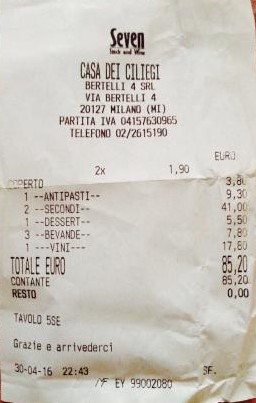 Seven
CASA DEI CILIEGI
BERTELLI 4 SRL
VIA BERTELLI 4
20127 MILANO (MI)
PARTITA IVA 04157630965
TELEFONO 02/2615190
EURO
2x 1,90
COPERTO 3,80
1 --ANTIPASTI-- 9,30
2 --SECONDI-- 41,00
1 --DESSERT-- 5,50
3 --BEVANDE-- 7,80
1 ---VINI--- 17,80
TOTALE EURO 85,20
CONTANTE 85,20
RESTO 0,00
TAVOLO 5SE
Grazie e arrivederci
30-04-16 22:43 SF.
EY 99002080